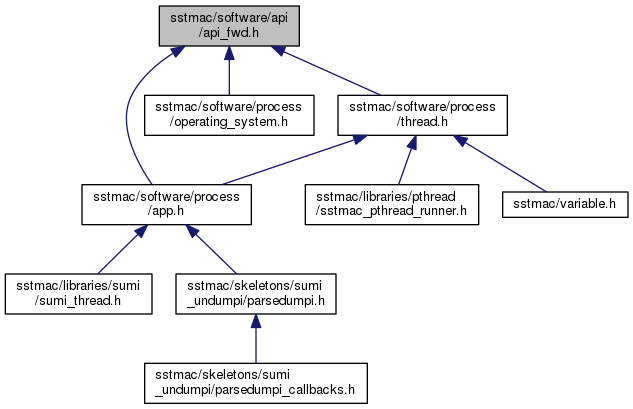 sstmac/software/api
/api_fwd.h
sstmac/software/process
/operating_system.h
sstmac/software/process
/thread.h
sstmac/software/process
/app.h
sstmac/libraries/pthread
/sstmac_pthread_runner.h
sstmac/variable.h
sstmac/libraries/sumi
/sumi_thread.h
sstmac/skeletons/sumi
_undumpi/parsedumpi.h
sstmac/skeletons/sumi
_undumpi/parsedumpi_callbacks.h